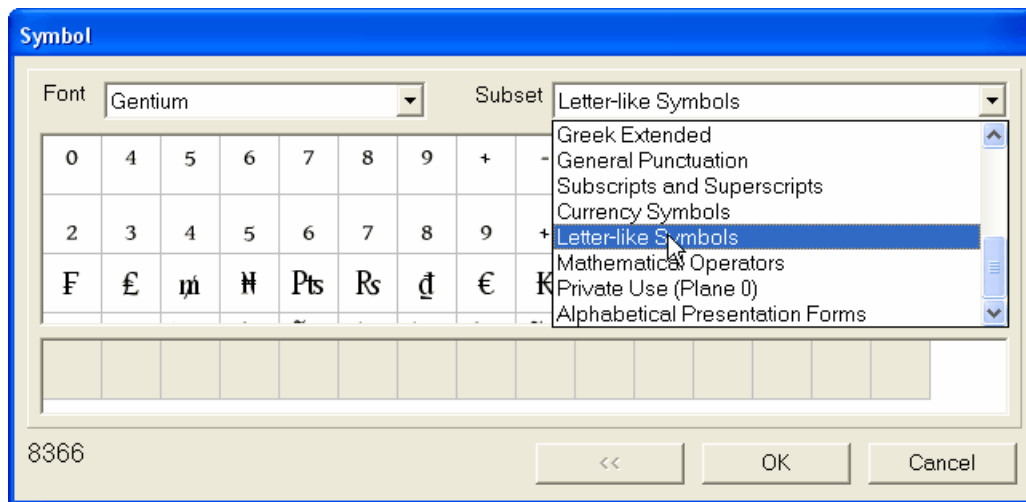 Symbol
Font Gentium Subset Letter-like Symbols
Greek Extended
General Punctuation
Subscripts and Superscripts
Currency Symbols
Letter-like Symbols
Mathematical Operators
Private Use (Plane 0)
Alphabetical Presentation Forms
0 4 5 6 7 8 9 + -
2 3 4 5 6 7 8 9 +
₣ ₤ ₥ ₦ ₧ ₨ ₫ € K
8366 << OK Cancel